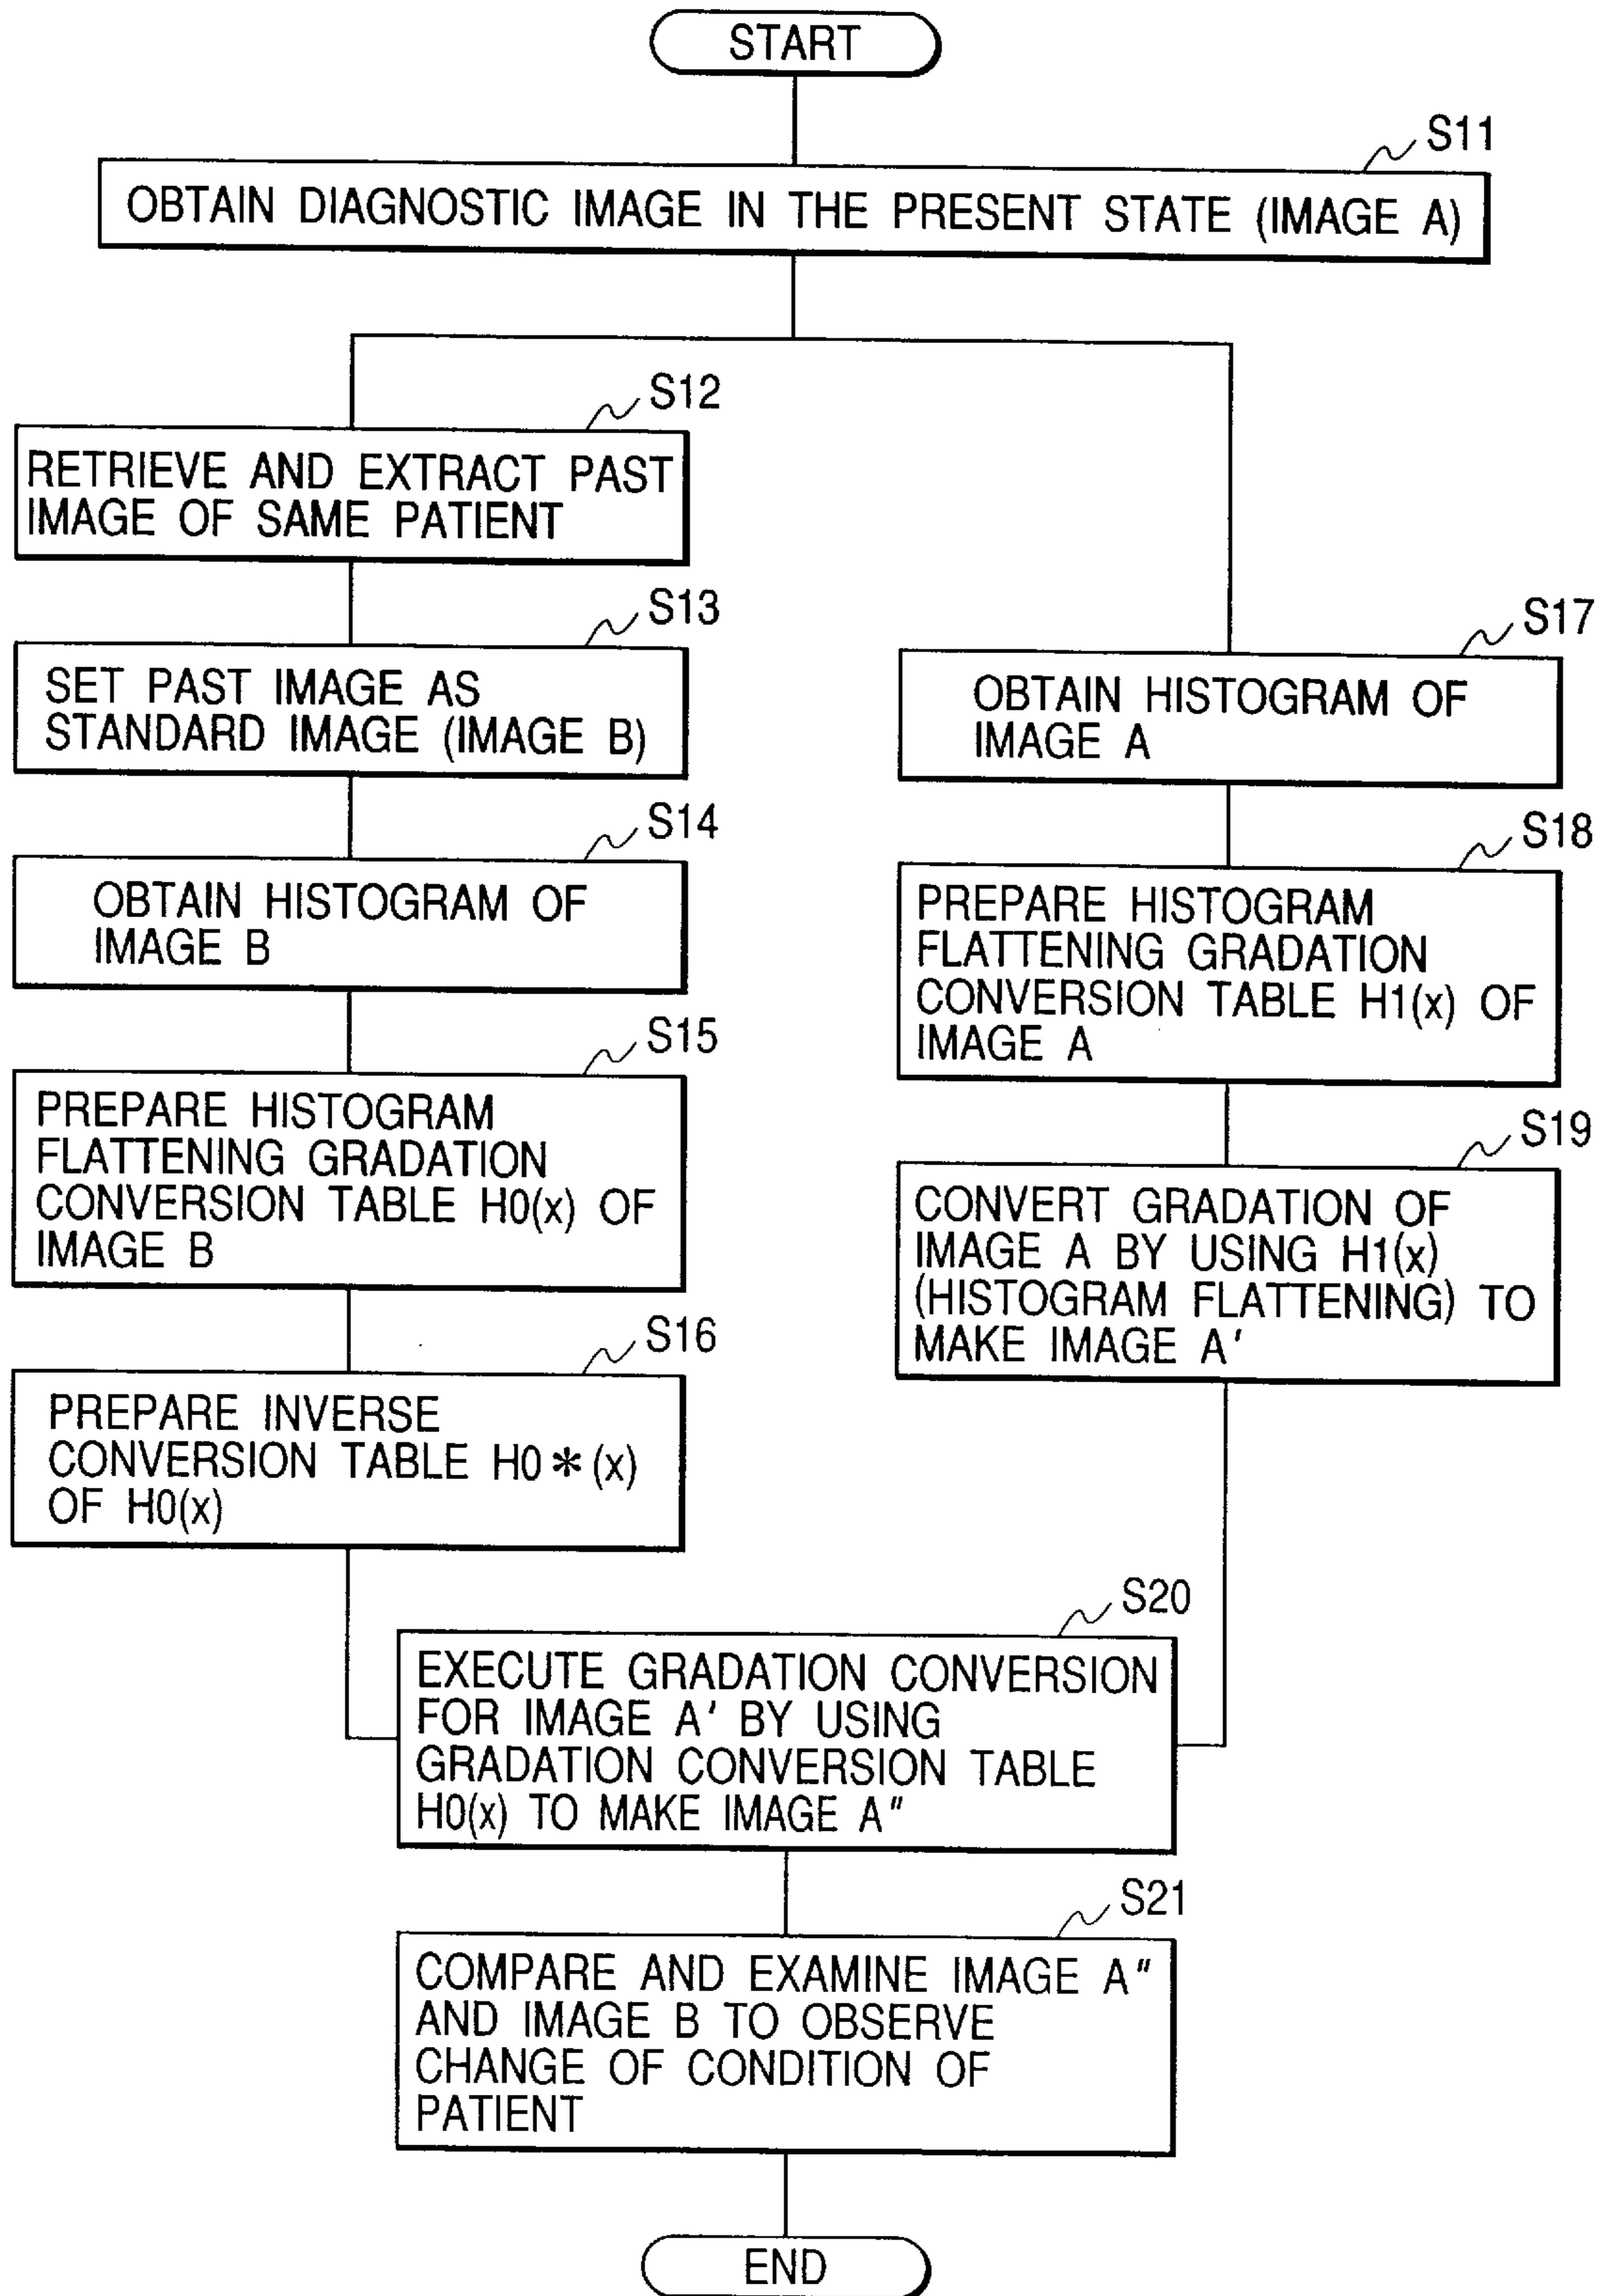 START
S11
OBTAIN DIAGNOSTIC IMAGE IN THE PRESENT STATE (IMAGE A)
S12
RETRIEVE AND EXTRACT PAST
IMAGE OF SAME PATIENT
S13
SET PAST IMAGE AS
STANDARD IMAGE (IMAGE B)
S14
OBTAIN HISTOGRAM OF
IMAGE B
S15
PREPARE HISTOGRAM
FLATTENING GRADATION
CONVERSION TABLE H0(x) OF
IMAGE B
S16
PREPARE INVERSE
CONVERSION TABLE H0*(x)
OF H0(x)
S17
OBTAIN HISTOGRAM OF
IMAGE A
S18
PREPARE HISTOGRAM
FLATTENING GRADATION
CONVERSION TABLE H1(x) OF
IMAGE A
S19
CONVERT GRADATION OF
IMAGE A BY USING H1(x)
(HISTOGRAM FLATTENING) TO
MAKE IMAGE A'
S20
EXECUTE GRADATION CONVERSION
FOR IMAGE A' BY USING
GRADATION CONVERSION TABLE
H0(x) TO MAKE IMAGE A"
S21
COMPARE AND EXAMINE IMAGE A"
AND IMAGE B TO OBSERVE
CHANGE OF CONDITION OF
PATIENT
END